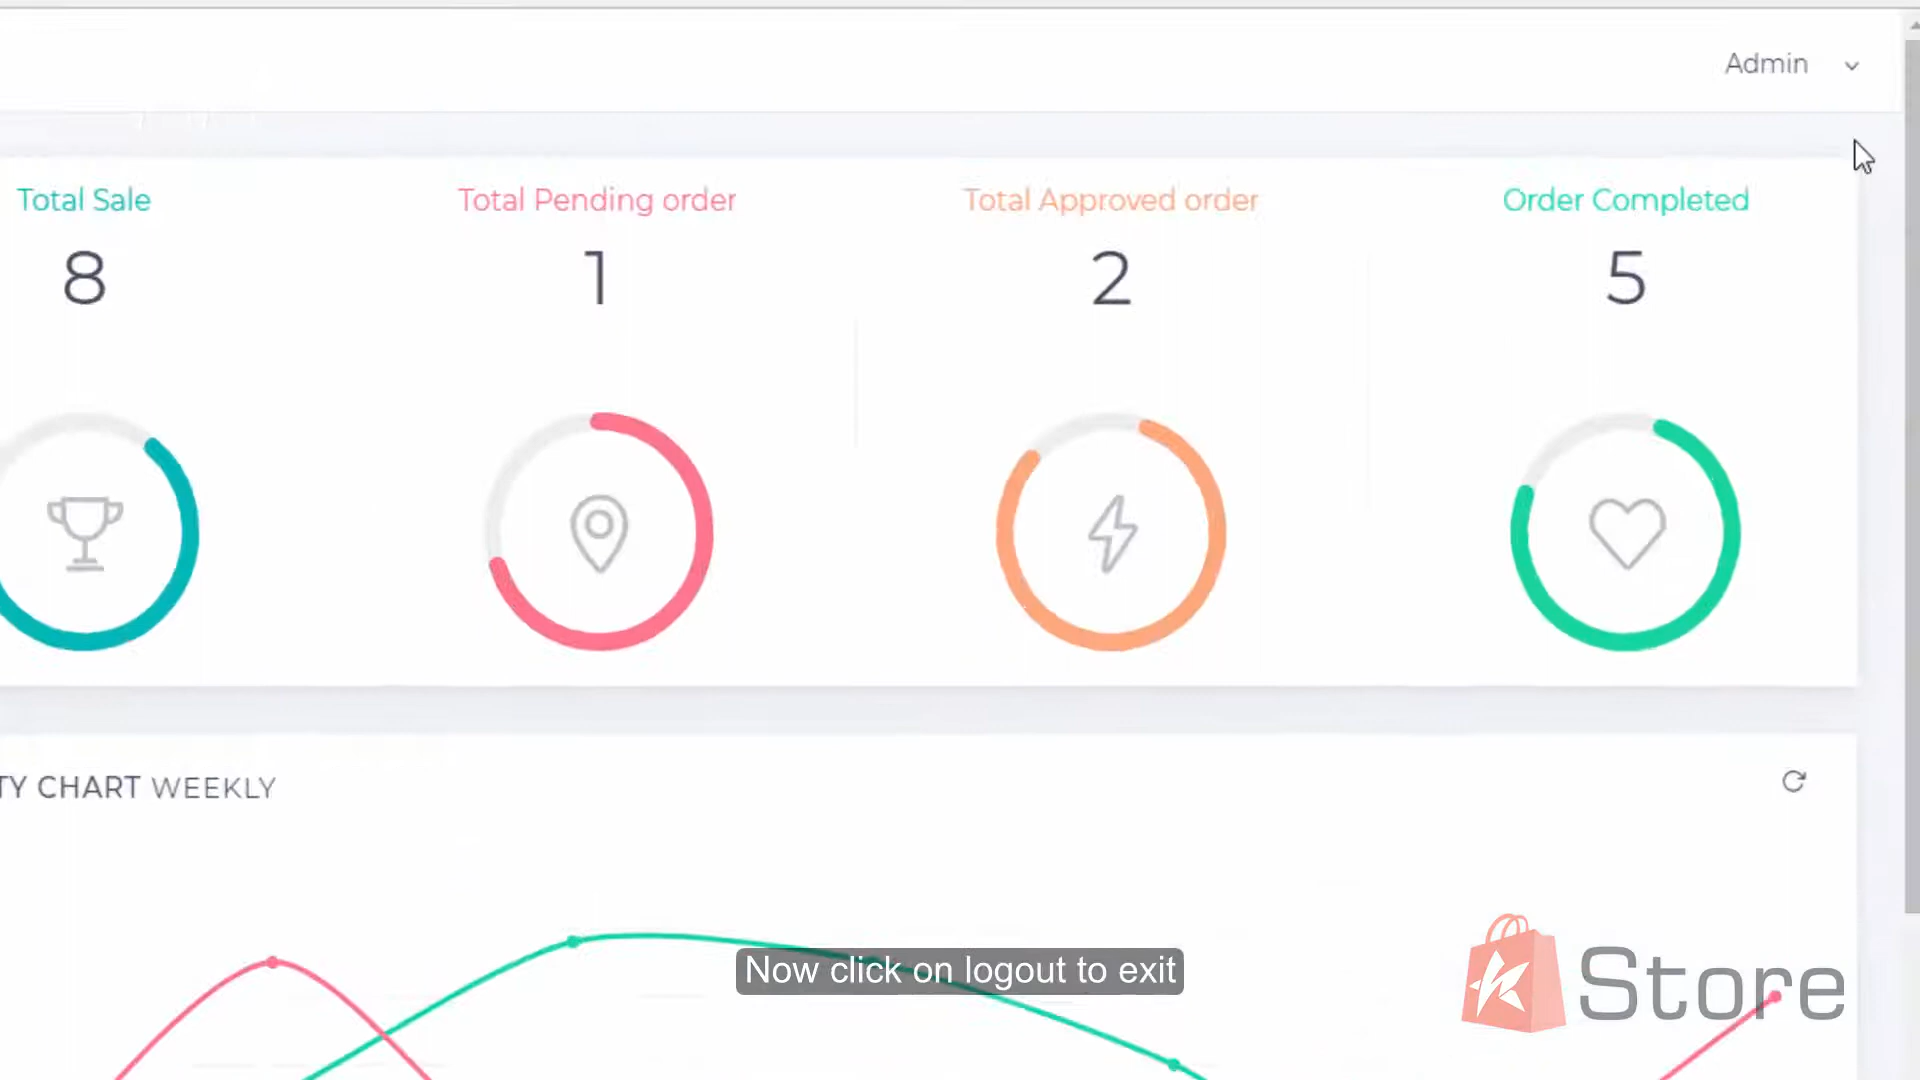 Admin
Total Sale
8
Total Pending order
1
Total Approved order
2
Order Completed
5
TY CHART WEEKLY
Now click on logout to exit
Store